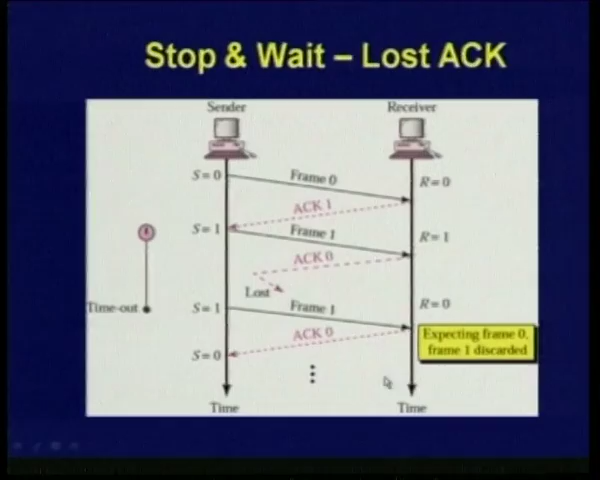 Stop & Wait – Lost ACK
Sender
Receiver
S = 0
Frame 0
R = 0
ACK 1
S = 1
Frame 1
R = 1
ACK 0
Lost
Time-out
S = 1
Frame 1
R = 0
ACK 0
Expecting frame 0,
frame 1 discarded
S = 0
Time
Time